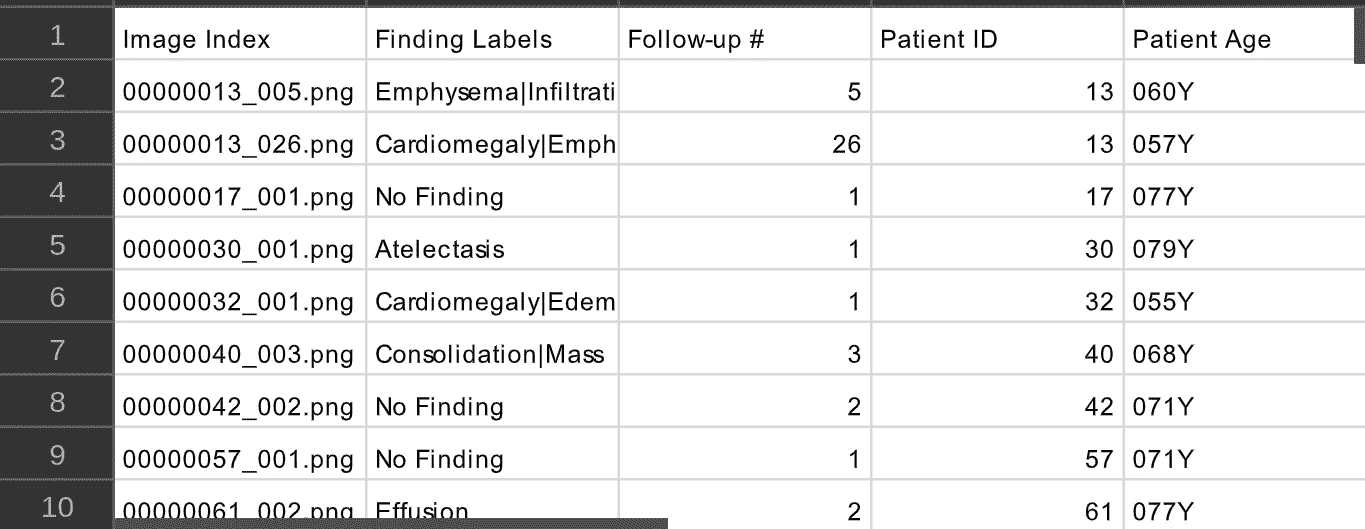 1 Image Index Finding Labels Follow-up # Patient ID Patient Age
2 00000013_005.png Emphysema|Infiltrati 5 13 060Y
3 00000013_026.png Cardiomegaly|Emph 26 13 057Y
4 00000017_001.png No Finding 1 17 077Y
5 00000030_001.png Atelectasis 1 30 079Y
6 00000032_001.png Cardiomegaly|Edem 1 32 055Y
7 00000040_003.png Consolidation|Mass 3 40 068Y
8 00000042_002.png No Finding 2 42 071Y
9 00000057_001.png No Finding 1 57 071Y
10 00000061_002.png Effusion 2 61 077Y